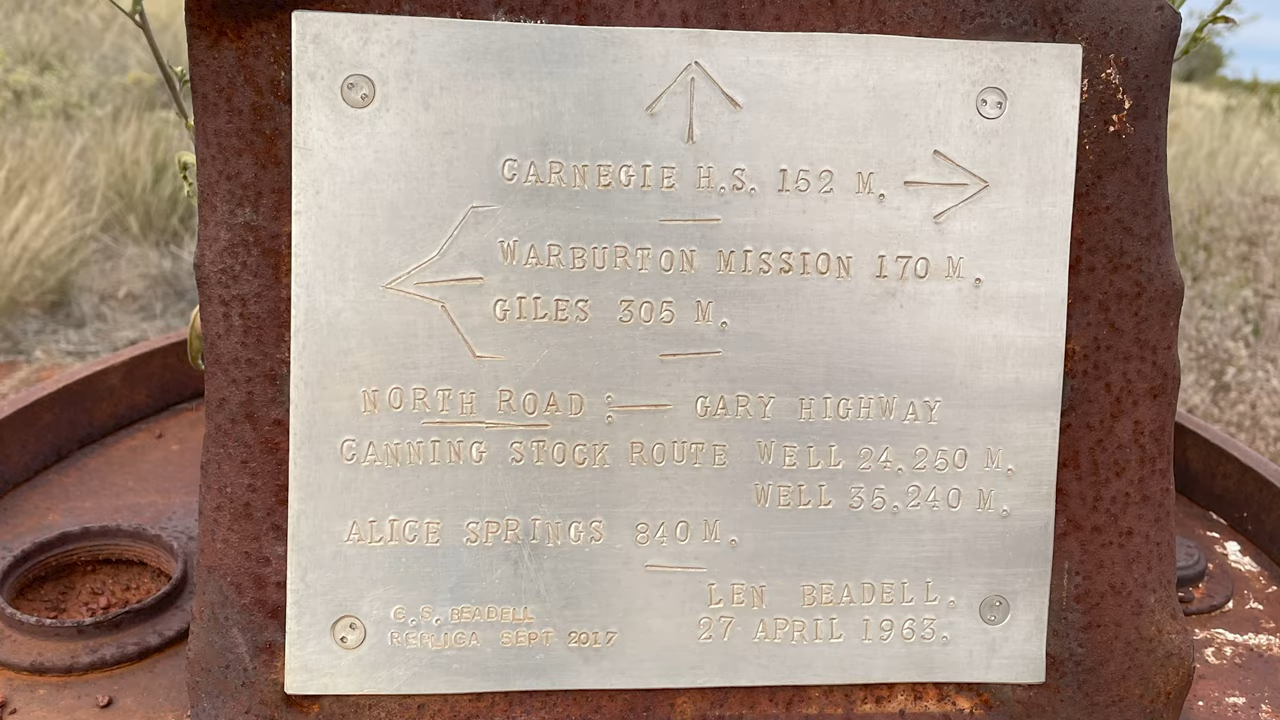 CARNEGIE H.S. 152 M.
WARBURTON MISSION 170 M.
GILES 305 M.
NORTH ROAD :— GARY HIGHWAY
CANNING STOCK ROUTE WELL 24.250 M.
WELL 35.240 M.
ALICE SPRINGS 840 M.
LEN BEADELL.
27 APRIL 1963.
C.S. BEADELL
REPLICA SEPT 2017